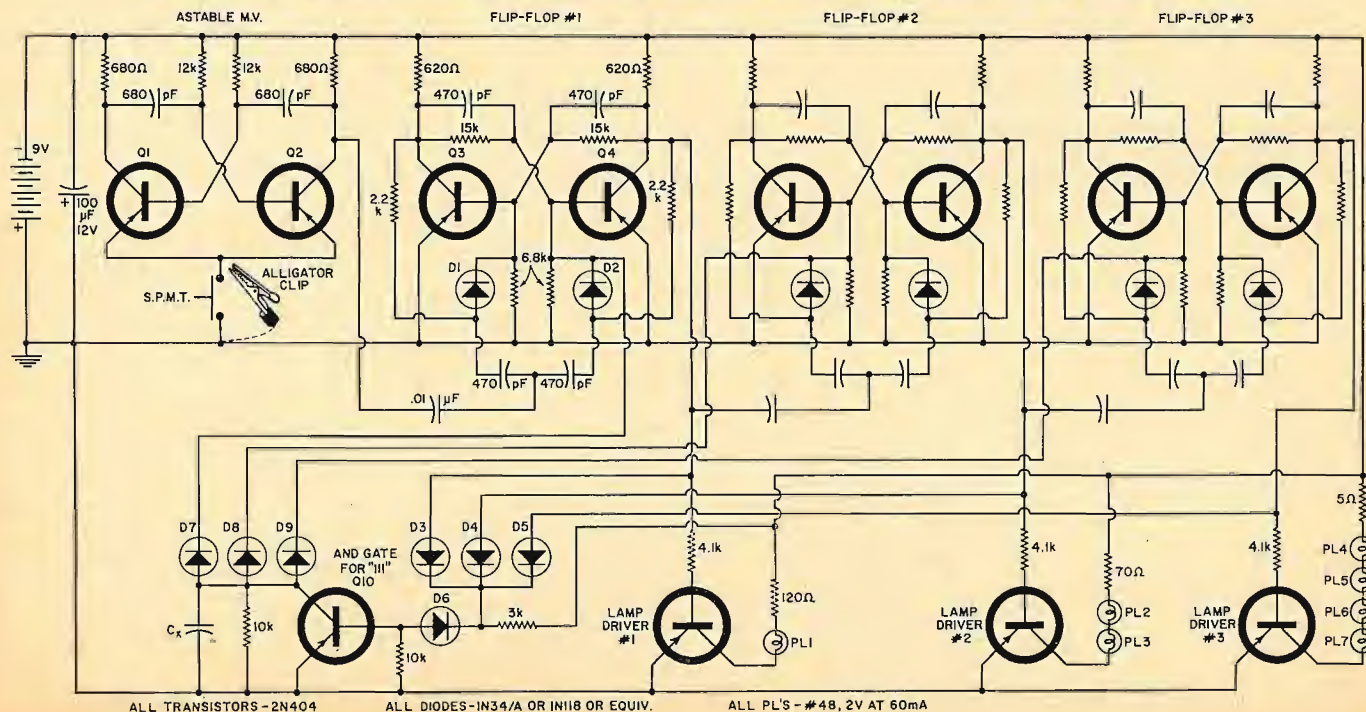 ASTABLE M.V.
FLIP-FLOP #1
FLIP-FLOP #2
FLIP-FLOP #3
680Ω
12k
12k
680Ω
620Ω
620Ω
680 pF
680 pF
470 pF
470 pF
15k
15k
Q1
Q2
Q3
Q4
- 9V
+
+ 100 µF 12V
2.2 k
2.2 k
ALLIGATOR CLIP
S.P.M.T.
D1
6.8k
D2
470 pF
470 pF
.01 µF
D7
D8
D9
D3
D4
D5
AND GATE
FOR "111"
Q10
D6
4.1k
4.1k
4.1k
5Ω
PL4
PL5
PL6
PL7
70Ω
PL2
PL3
120Ω
PL1
3k
Cx
10k
10k
LAMP
DRIVER
#1
LAMP
DRIVER
#2
LAMP
DRIVER
#3
ALL TRANSISTORS-2N404
ALL DIODES-1N34/A OR 1N118 OR EQUIV.
ALL PL'S - #48, 2V AT 60mA